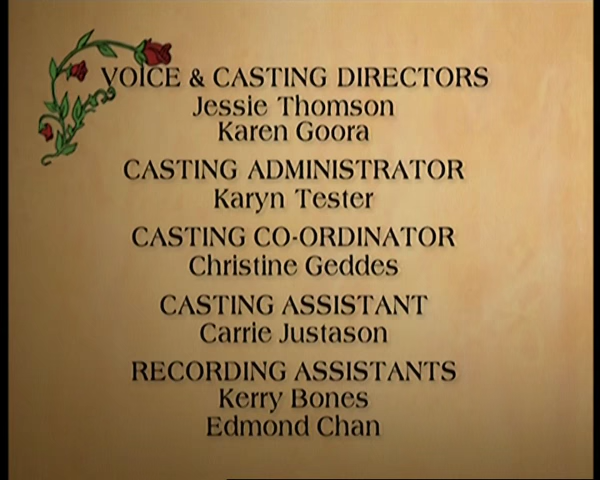 VOICE & CASTING DIRECTORS
Jessie Thomson
Karen Goora
CASTING ADMINISTRATOR
Karyn Tester
CASTING CO-ORDINATOR
Christine Geddes
CASTING ASSISTANT
Carrie Justason
RECORDING ASSISTANTS
Kerry Bones
Edmond Chan